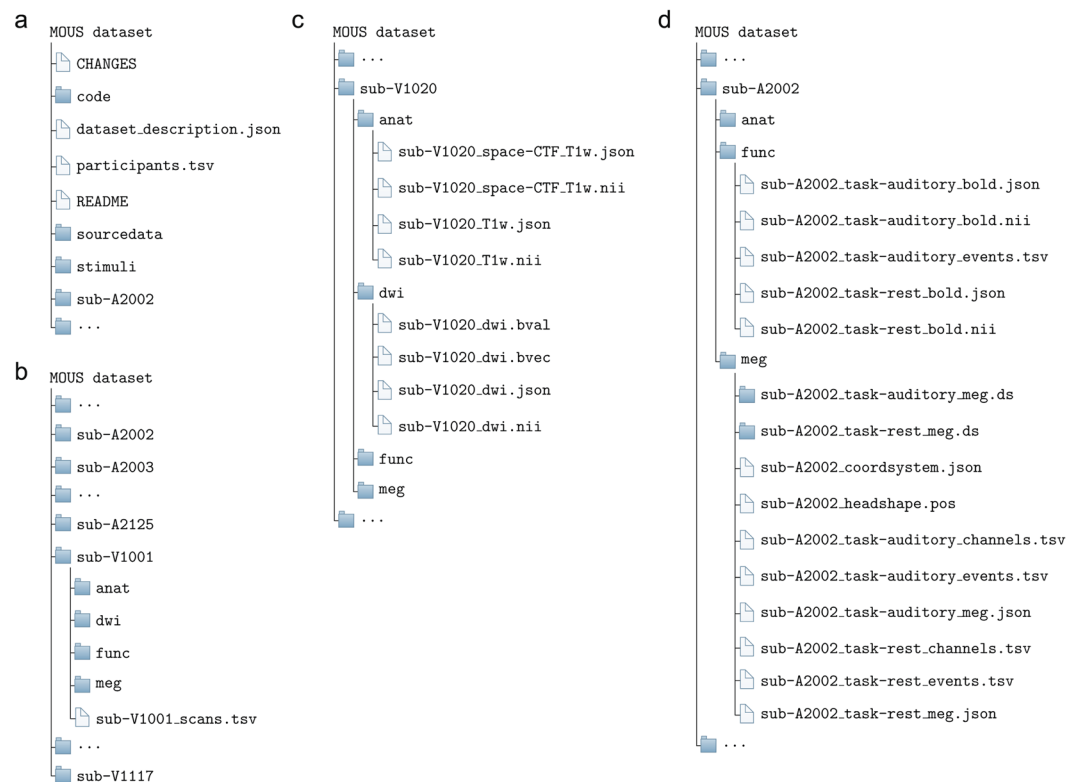 a
MOUS dataset
CHANGES
code
dataset_description.json
participants.tsv
README
sourcedata
stimuli
sub-A2002
...
b
MOUS dataset
...
sub-A2002
sub-A2003
...
sub-A2125
sub-V1001
anat
dwi
func
meg
sub-V1001_scans.tsv
...
sub-V1117
c
MOUS dataset
...
sub-V1020
anat
sub-V1020_space-CTF_T1w.json
sub-V1020_space-CTF_T1w.nii
sub-V1020_T1w.json
sub-V1020_T1w.nii
dwi
sub-V1020_dwi.bval
sub-V1020_dwi.bvec
sub-V1020_dwi.json
sub-V1020_dwi.nii
func
meg
...
d
MOUS dataset
...
sub-A2002
anat
func
sub-A2002_task-auditory_bold.json
sub-A2002_task-auditory_bold.nii
sub-A2002_task-auditory_events.tsv
sub-A2002_task-rest_bold.json
sub-A2002_task-rest_bold.nii
meg
sub-A2002_task-auditory_meg.ds
sub-A2002_task-rest_meg.ds
sub-A2002_coordsystem.json
sub-A2002_headshape.pos
sub-A2002_task-auditory_channels.tsv
sub-A2002_task-auditory_events.tsv
sub-A2002_task-auditory_meg.json
sub-A2002_task-rest_channels.tsv
sub-A2002_task-rest_events.tsv
sub-A2002_task-rest_meg.json
...